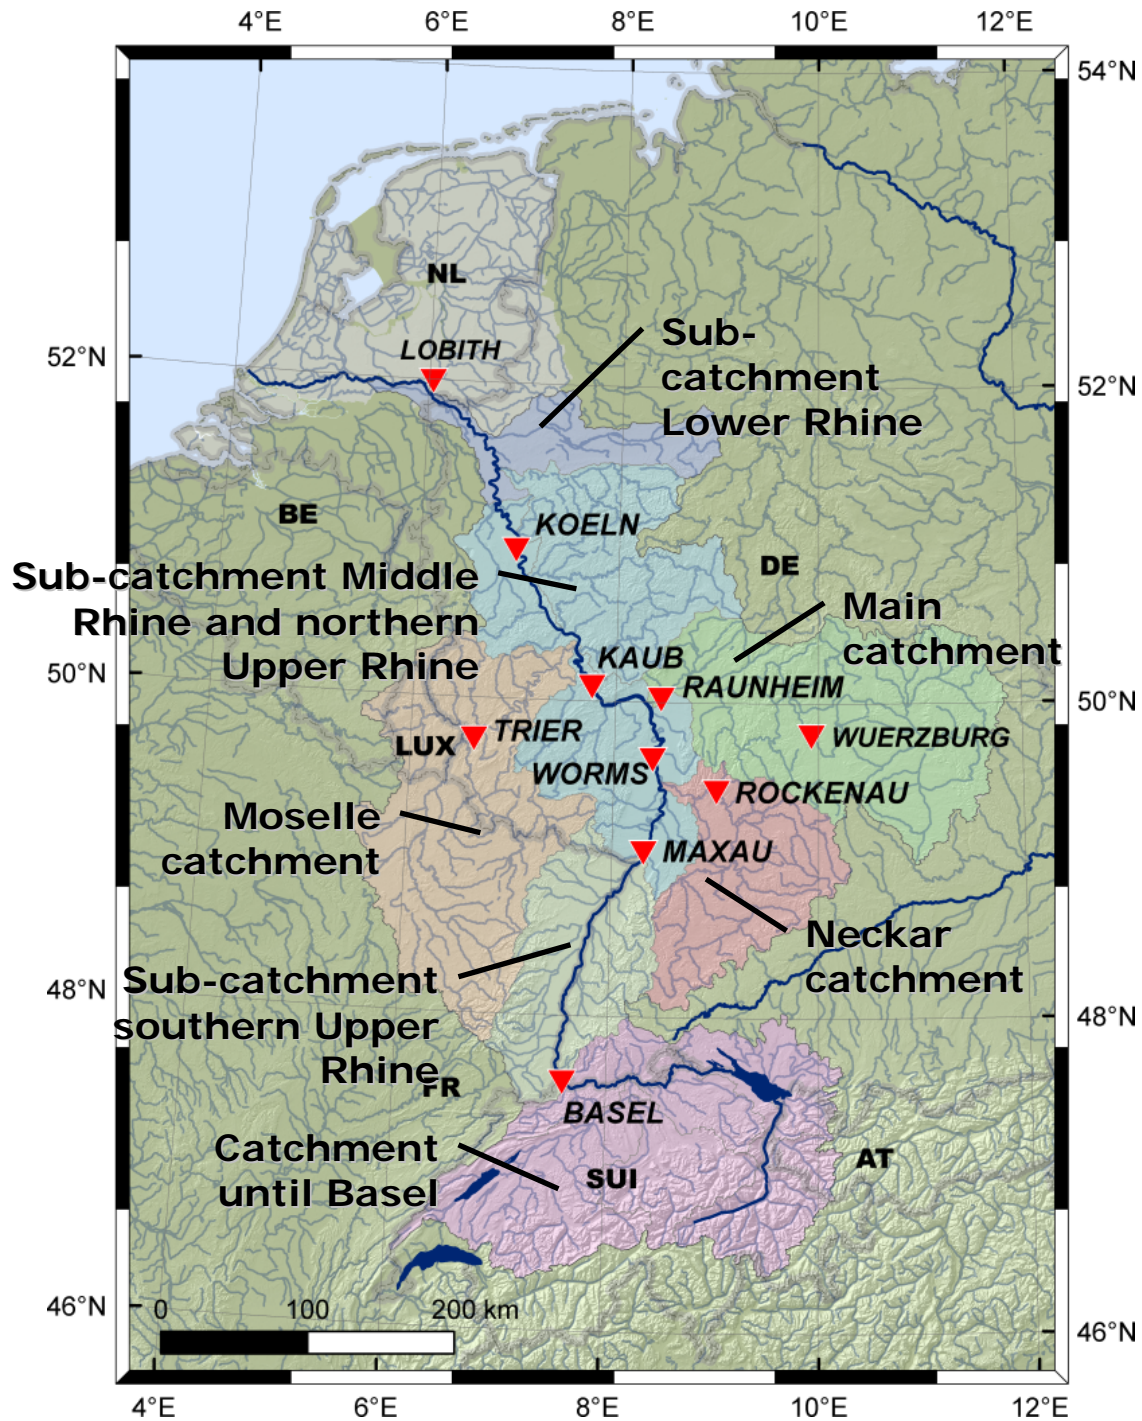 4°E 6°E 8°E 10°E 12°E
54°N
NL
Sub-
catchment
Lower Rhine
LOBITH
52°N
52°N
BE
KOELN
DE
Sub-catchment Middle
Rhine and northern
Upper Rhine
Main
catchment
KAUB
50°N
RAUNHEIM
50°N
TRIER
LUX
WUERZBURG
WORMS
ROCKENAU
Moselle
catchment
MAXAU
Neckar
catchment
Sub-catchment
southern Upper
Rhine
48°N
48°N
FR
BASEL
Catchment
until Basel
SUI
AT
46°N
0 100 200 km
46°N
4°E 6°E 8°E 10°E 12°E